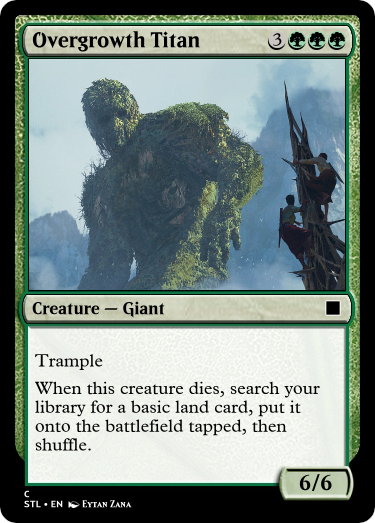 Overgrowth Titan 3
Creature — Giant
Trample
When this creature dies, search your
library for a basic land card, put it
onto the battlefield tapped, then
shuffle.
6/6
C
STL • EN Eytan Zana